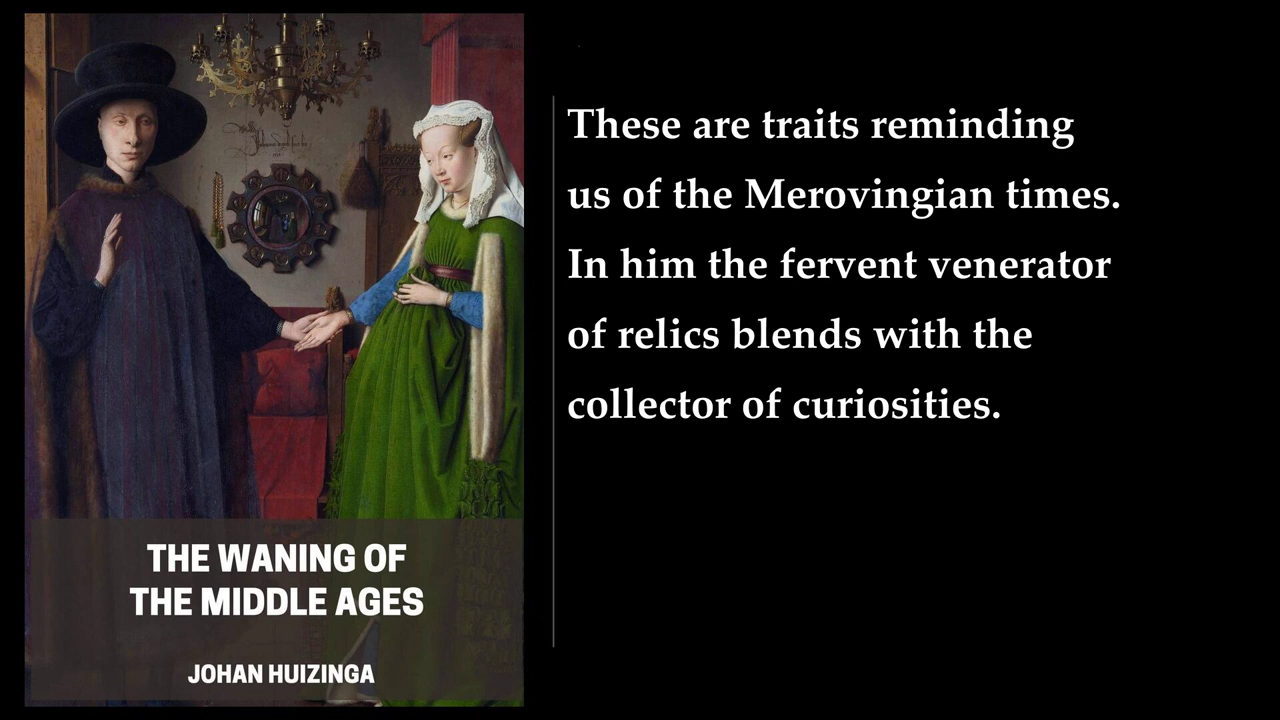 THE WANING OF
THE MIDDLE AGES
JOHAN HUIZINGA
These are traits reminding
us of the Merovingian times.
In him the fervent venerator
of relics blends with the
collector of curiosities.